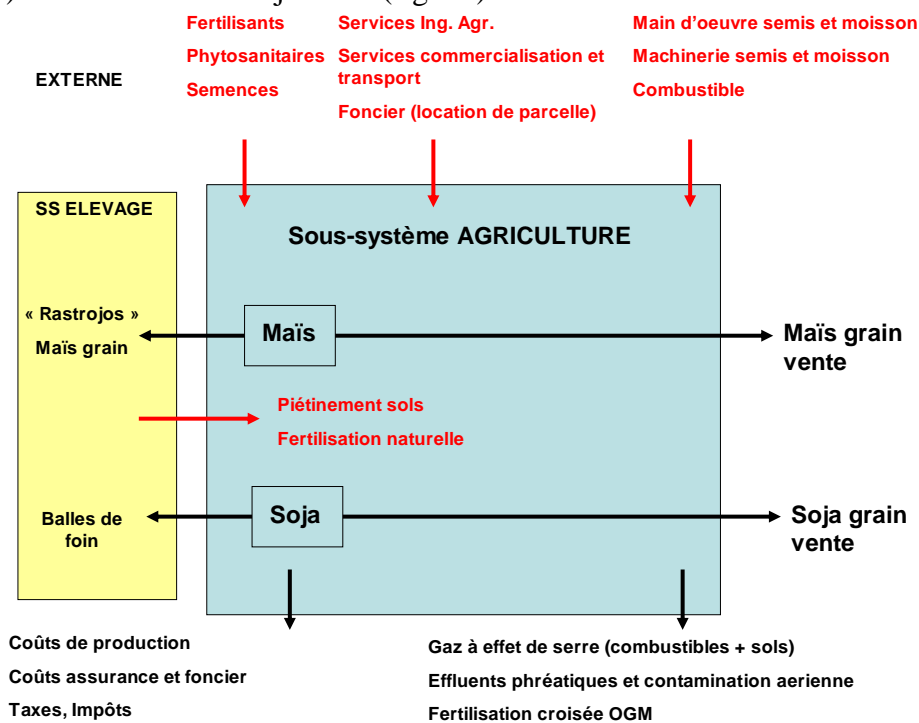 Fertilisants
Phytosanitaires
Semences
Services Ing. Agr.
Services commercialisation et
transport
Foncier (location de parcelle)
Main d'oeuvre semis et moisson
Machinerie semis et moisson
Combustible
EXTERNE
SS ELEVAGE
Sous-système AGRICULTURE
« Rastrojos »
Maïs grain
Maïs
Maïs grain
vente
Piétinement sols
Fertilisation naturelle
Balles de
foin
Soja
Soja grain
vente
Coûts de production
Coûts assurance et foncier
Taxes, Impôts
Gaz à effet de serre (combustibles + sols)
Effluents phréatiques et contamination aerienne
Fertilisation croisée OGM